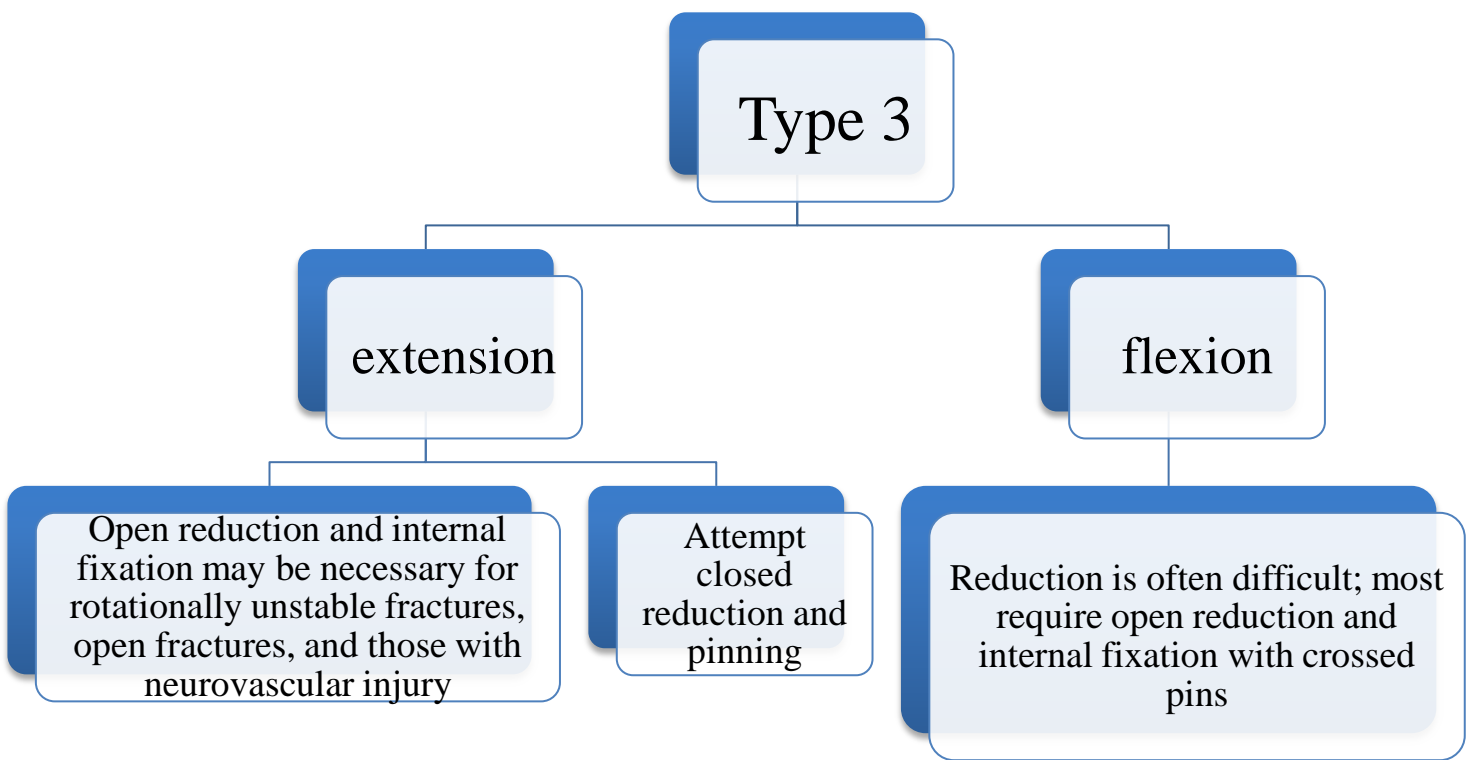 Type 3
extension
flexion
Open reduction and internal
fixation may be necessary for
rotationally unstable fractures,
open fractures, and those with
neurovascular injury
Attempt
closed
reduction and
pinning
Reduction is often difficult; most
require open reduction and
internal fixation with crossed
pins